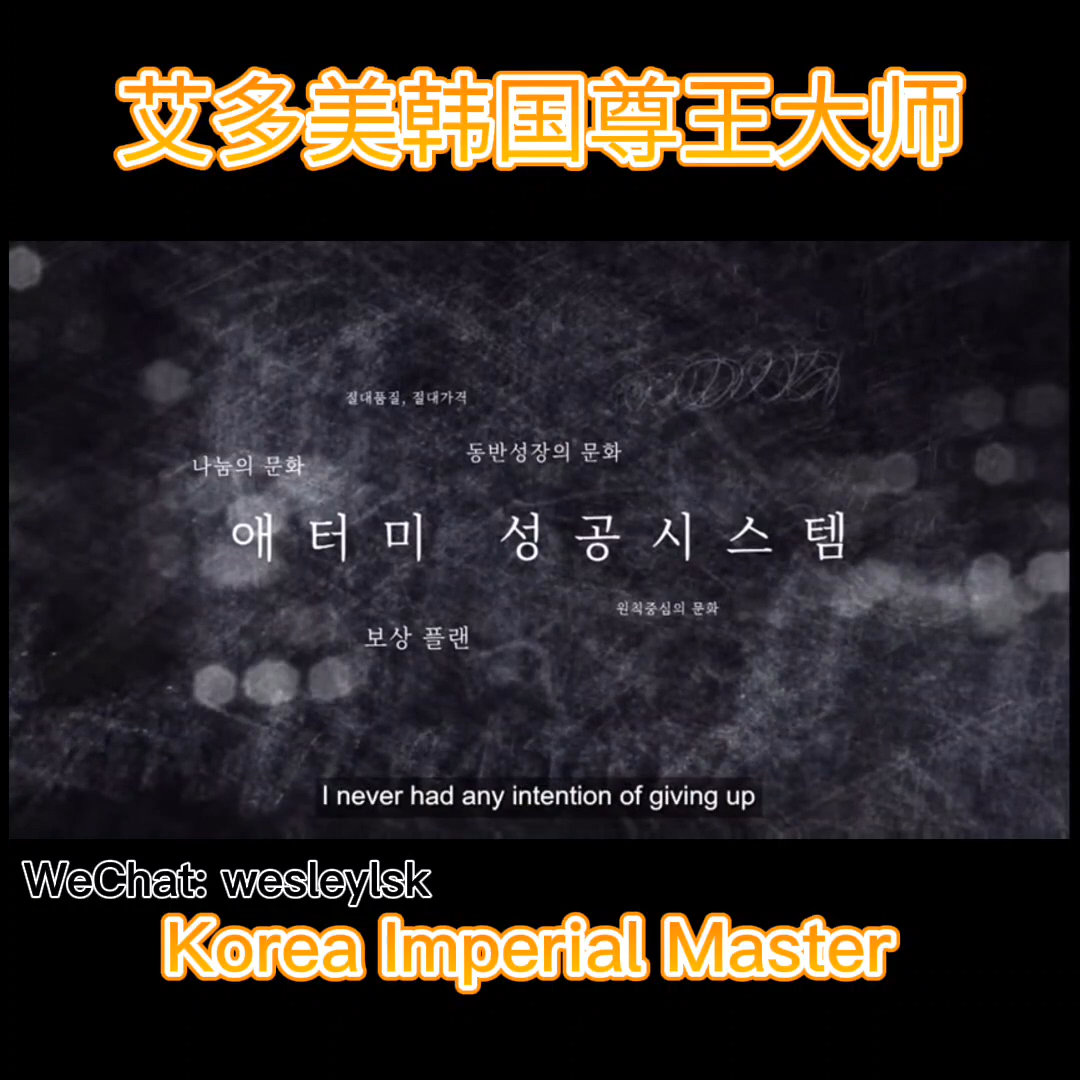 艾多美韩国尊王大师
절대품질, 절대가격
나눔의 문화
동반성장의 문화
애터미 성공시스템
원칙중심의 문화
보상 플랜
I never had any intention of giving up
WeChat: wesleylsk
Korea Imperial Master